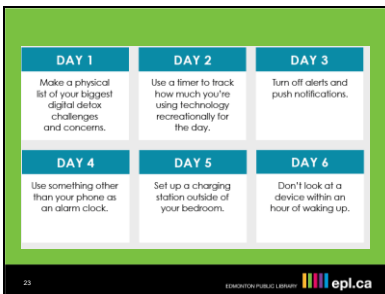 DAY 1
Make a physical
list of your biggest
digital detox
challenges
and concerns.
DAY 2
Use a timer to track
how much you're
using technology
recreationally for
the day.
DAY 3
Turn off alerts and
push notifications.
DAY 4
Use something other
than your phone as
an alarm clock.
DAY 5
Set up a charging
station outside of
your bedroom.
DAY 6
Don't look at a
device within an
hour of waking up.
23
EDMONTON PUBLIC LIBRARY
epl.ca